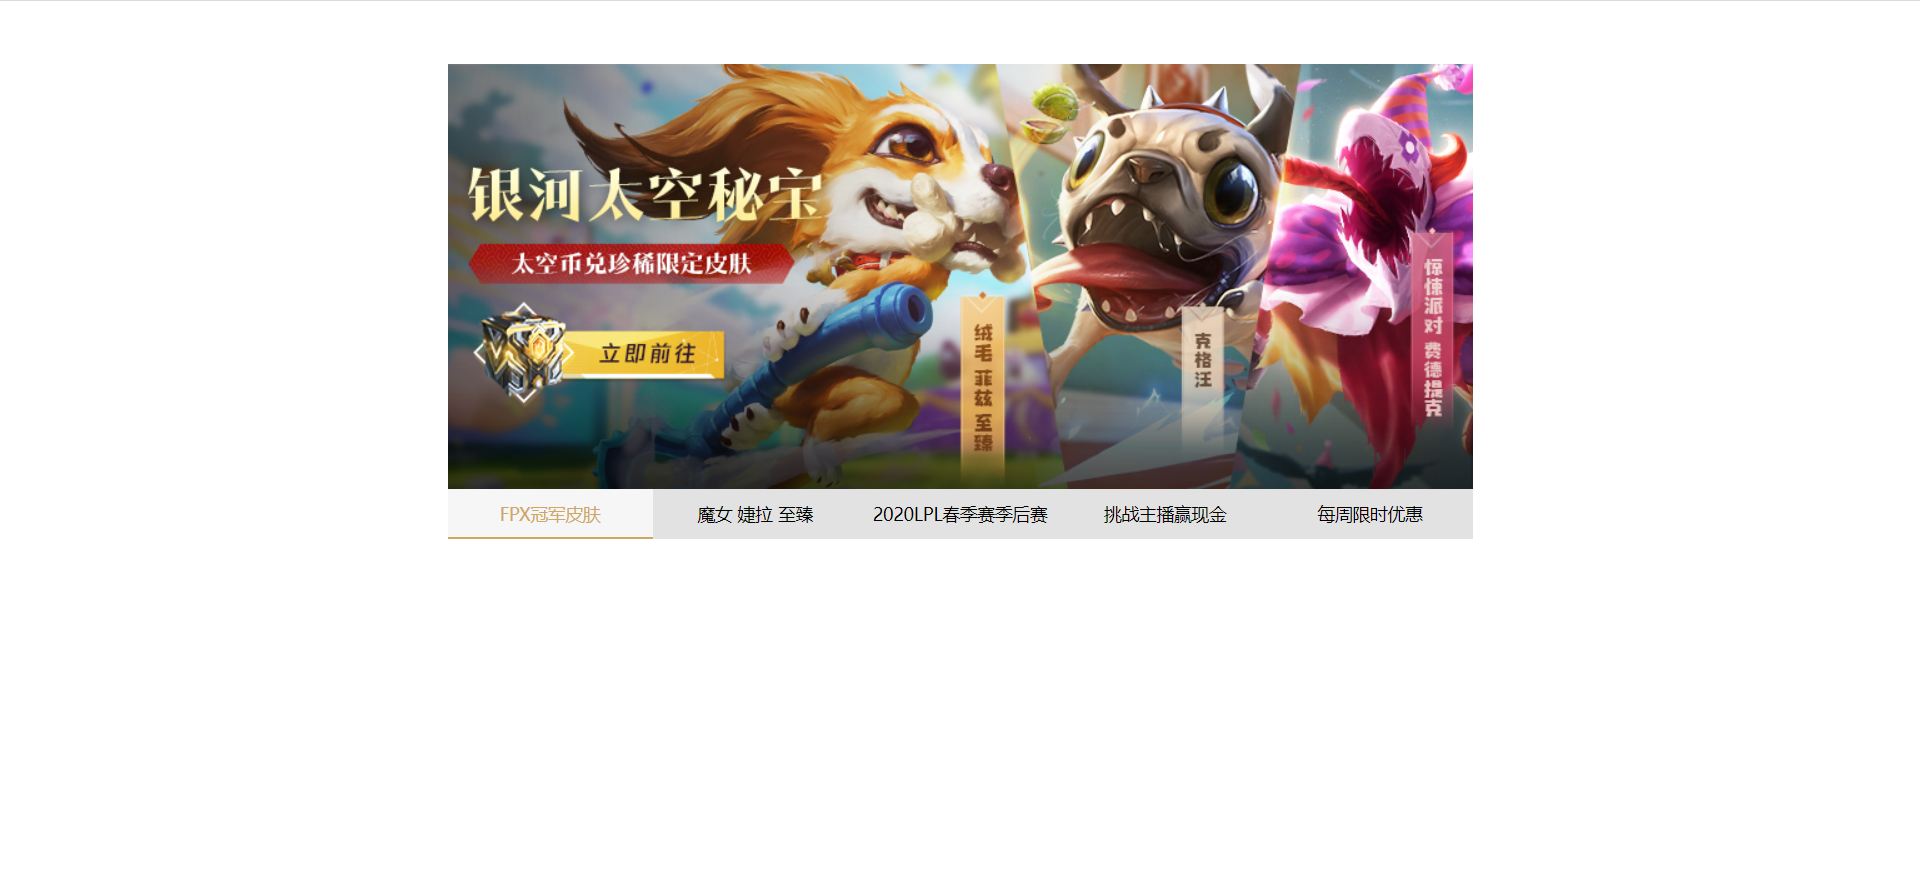 银河太空秘宝
太空币兑珍稀限定皮肤
立即前往
绒毛 菲兹 至臻
克格汪
惊悚派对 费德提克
FPX冠军皮肤
魔女 婕拉 至臻
2020LPL春季赛季后赛
挑战主播赢现金
每周限时优惠